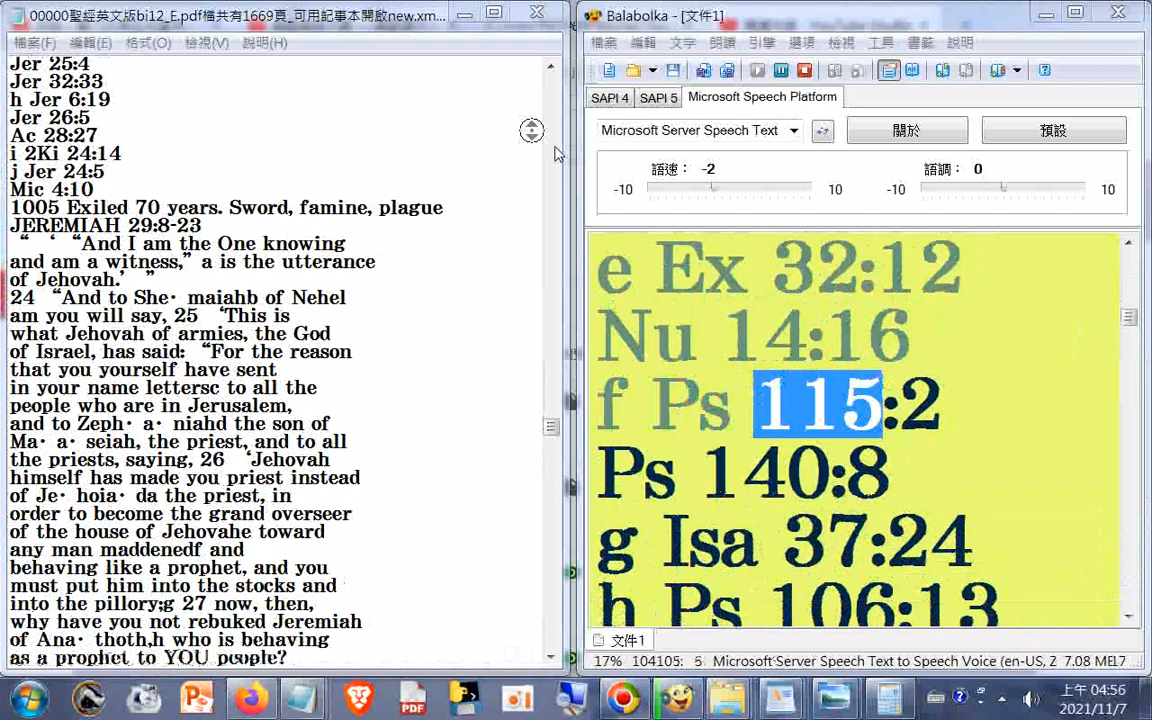 00000聖經英文版bi12_E.pdf檔共有1669頁_可用記事本開啟new.xm...
檔案(F) 編輯(E) 格式(O) 檢視(V) 說明(H)
Jer 25:4
Jer 32:33
h Jer 6:19
Jer 26:5
Ac 28:27
i 2Ki 24:14
j Jer 24:5
Mic 4:10
1005 Exiled 70 years. Sword, famine, plague
JEREMIAH 29:8-23
“ ‘ “And I am the One knowing
and am a witness,” a is the utterance
of Jehovah.’ ”
24 “And to She· maiahb of Nehel
am you will say, 25 ‘This is
what Jehovah of armies, the God
of Israel, has said: “For the reason
that you yourself have sent
in your name lettersc to all the
people who are in Jerusalem,
and to Zeph· a· niahd the son of
Ma· a· seiah, the priest, and to all
the priests, saying, 26 ‘Jehovah
himself has made you priest instead
of Je· hoia· da the priest, in
order to become the grand overseer
of the house of Jehovahe toward
any man maddenedf and
behaving like a prophet, and you
must put him into the stocks and
into the pillory;g 27 now, then,
why have you not rebuked Jeremiah
of Ana· thoth,h who is behaving
as a prophet to YOU people?
Balabolka - [文件1]
檔案 編輯 文字 朗讀 引擎 選項 檢視 工具 書籤 說明
SAPI 4 SAPI 5 Microsoft Speech Platform
Microsoft Server Speech Text 關於 預設
語速： -2 語調： 0
-10 10 -10 10
e Ex 32:12
Nu 14:16
f Ps 115:2
Ps 140:8
g Isa 37:24
h Ps 106:13
文件1
17% 104105: 5 Microsoft Server Speech Text to Speech Voice (en-US, 2 7.08 ME
上午 04:56
2021/11/7